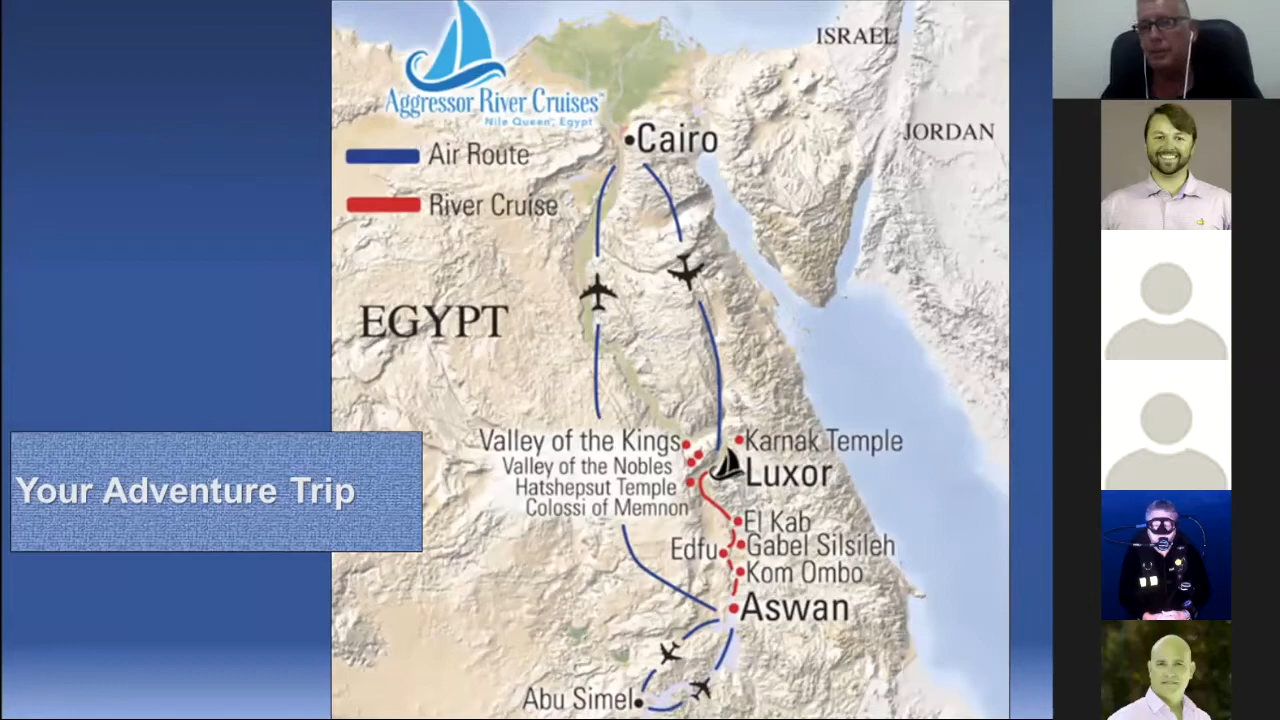 ISRAEL
Aggressor River Cruises™
Nile Queen, Egypt
Cairo
JORDAN
Air Route
River Cruise
EGYPT
Valley of the Kings
Karnak Temple
Valley of the Nobles
Luxor
Hatshepsut Temple
Colossi of Memnon
Your Adventure Trip
El Kab
Edfu
Gabel Silsileh
Kom Ombo
Aswan
Abu Simel